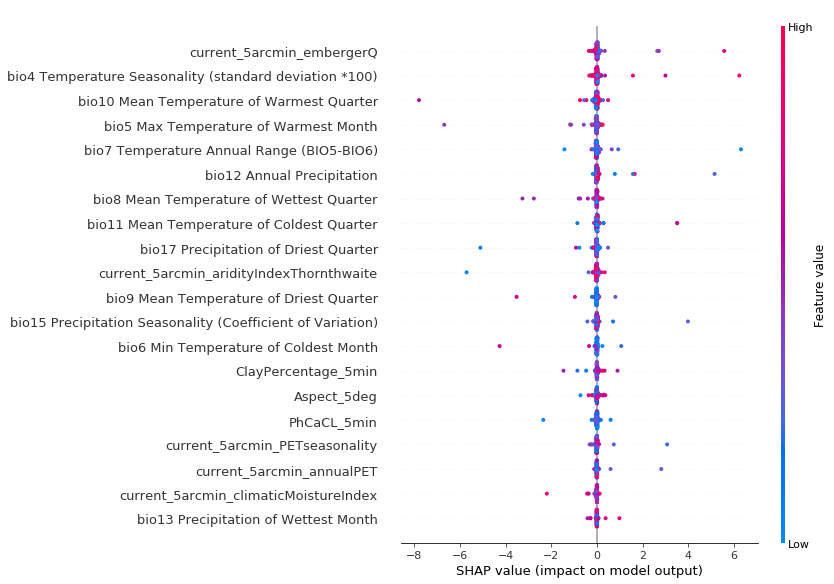 High
current_5arcmin_embergerQ
bio4 Temperature Seasonality (standard deviation *100)
bio10 Mean Temperature of Warmest Quarter
bio5 Max Temperature of Warmest Month
bio7 Temperature Annual Range (BIO5-BIO6)
bio12 Annual Precipitation
bio8 Mean Temperature of Wettest Quarter
bio11 Mean Temperature of Coldest Quarter
bio17 Precipitation of Driest Quarter
current_5arcmin_aridityIndexThornthwaite
bio9 Mean Temperature of Driest Quarter
bio15 Precipitation Seasonality (Coefficient of Variation)
bio6 Min Temperature of Coldest Month
ClayPercentage_5min
Aspect_5deg
PhCaCL_5min
current_5arcmin_PETseasonality
current_5arcmin_annualPET
current_5arcmin_climaticMoistureIndex
bio13 Precipitation of Wettest Month
Feature value
Low
−8 −6 −4 −2 0 2 4 6
SHAP value (impact on model output)